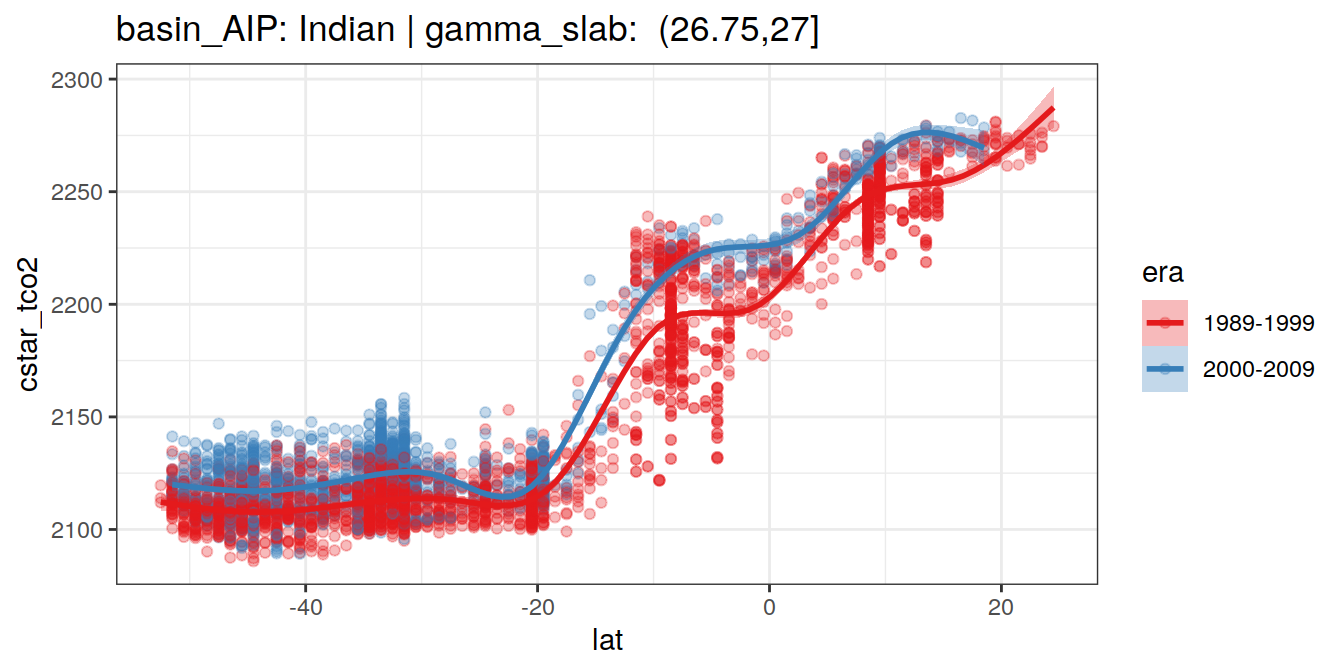 basin_AIP: Indian | gamma_slab:  (26.75,27]
2300
2250
2200
2150
2100
cstar_tco2
-40
-20
0
20
lat
era
1989-1999
2000-2009